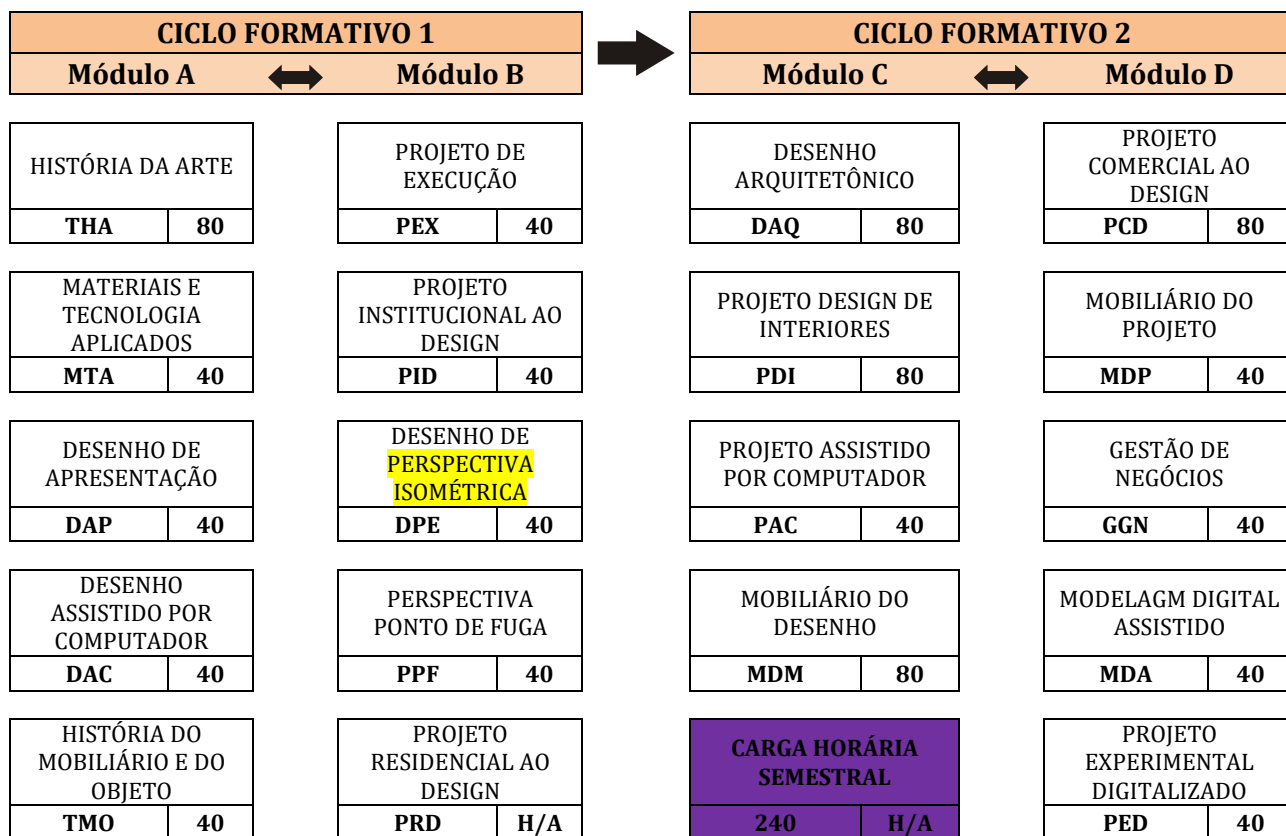 CICLO FORMATIVO 1
CICLO FORMATIVO 2
Módulo A
Módulo B
Módulo C
Módulo D
HISTÓRIA DA ARTE
THA 80
PROJETO DE
EXECUÇÃO
PEX 40
DESENHO
ARQUITETÔNICO
DAQ 80
PROJETO
COMERCIAL AO
DESIGN
PCD 80
MATERIAIS E
TECNOLOGIA
APLICADOS
MTA 40
PROJETO
INSTITUCIONAL AO
DESIGN
PID 40
PROJETO DESIGN DE
INTERIORES
PDI 80
MOBILIÁRIO DO
PROJETO
MDP 40
DESENHO DE
APRESENTAÇÃO
DAP 40
DESENHO DE
PERSPECTIVA
ISOMÉTRICA
DPE 40
PROJETO ASSISTIDO
POR COMPUTADOR
PAC 40
GESTÃO DE
NEGÓCIOS
GGN 40
DESENHO
ASSISTIDO POR
COMPUTADOR
DAC 40
PERSPECTIVA
PONTO DE FUGA
PPF 40
MOBILIÁRIO DO
DESENHO
MDM 80
MODELAGM DIGITAL
ASSISTIDO
MDA 40
HISTÓRIA DO
MOBILIÁRIO E DO
OBJETO
TMO 40
PROJETO
RESIDENCIAL AO
DESIGN
PRD H/A
CARGA HORÁRIA
SEMESTRAL
240 H/A
PROJETO
EXPERIMENTAL
DIGITALIZADO
PED 40